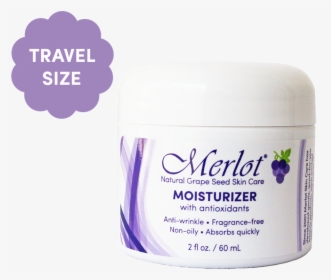 TRAVEL
SIZE
Merlot®
Natural Grape Seed Skin Care
MOISTURIZER
with antioxidants
Anti-wrinkle • Fragrance-free
Non-oily • Absorbs quickly
2 fl. oz. / 60 mL